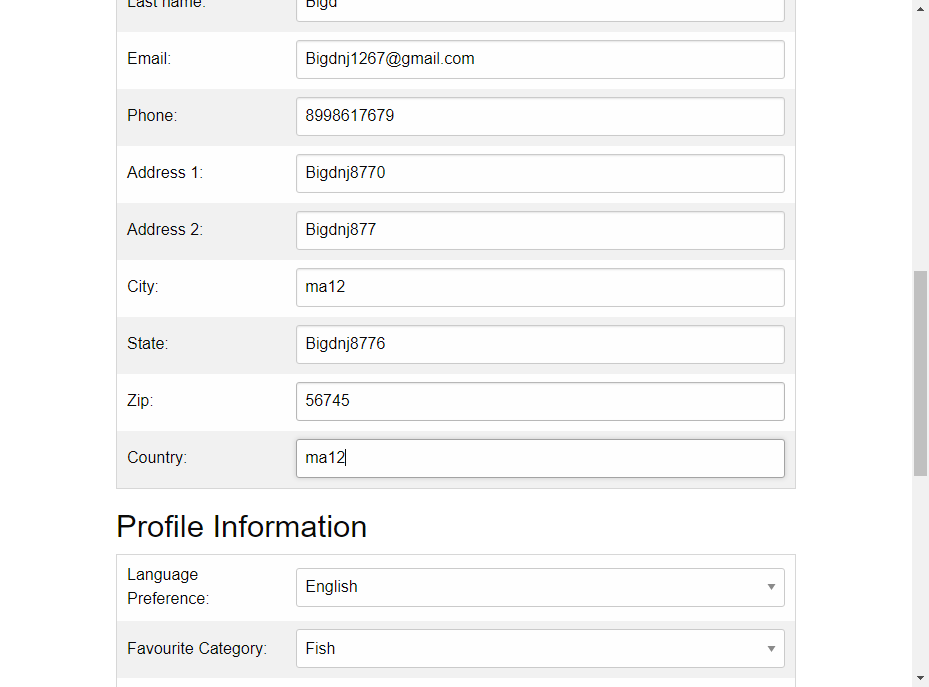 Last name: Bigd
Email: Bigdnj1267@gmail.com
Phone: 8998617679
Address 1: Bigdnj8770
Address 2: Bigdnj877
City: ma12
State: Bigdnj8776
Zip: 56745
Country: ma12
Profile Information
Language
Preference: English
Favourite Category: Fish